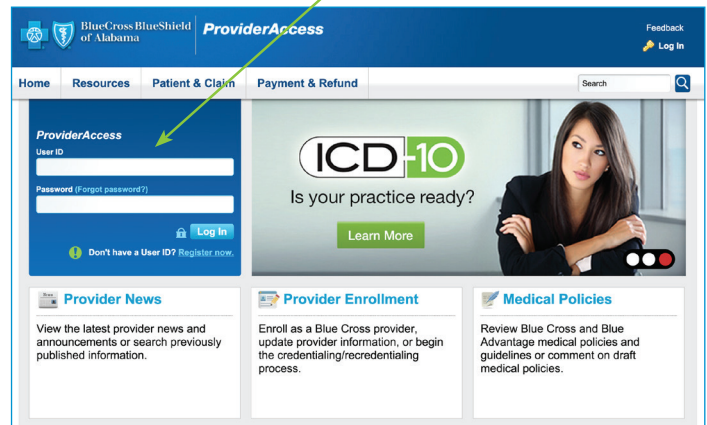 BlueCross BlueShield
of Alabama
ProviderAccess
Feedback
Log In
Home Resources Patient & Claim Payment & Refund
Search
ProviderAccess
User ID
Password (Forgot password?)
Log In
Don't have a User ID? Register now.
ICD-10
Is your practice ready?
Learn More
Provider News
View the latest provider news and
announcements or search previously
published information.
Provider Enrollment
Enroll as a Blue Cross provider,
update provider information, or begin
the credentialing/recredentialing
process.
Medical Policies
Review Blue Cross and Blue
Advantage medical policies and
guidelines or comment on draft
medical policies.